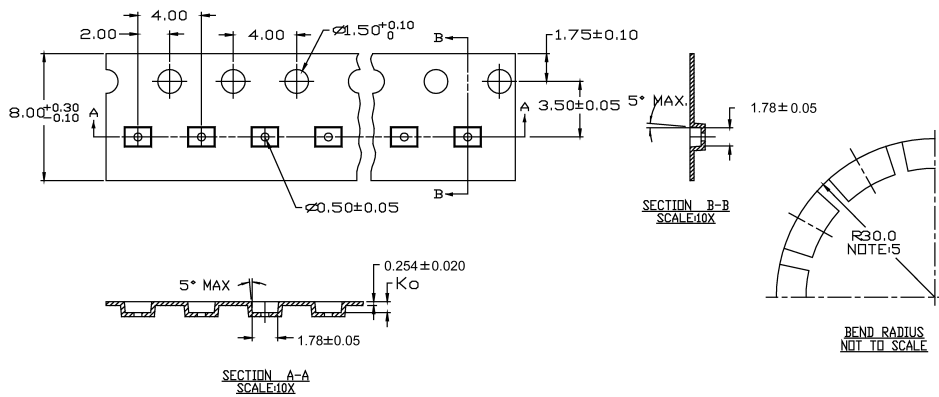 4.00
2.00
4.00
⌀1.50 +0.10 0
B
1.75±0.10
8.00 +0.30 -0.10
A
A
3.50±0.05
5° MAX.
1.78±0.05
B
⌀0.50±0.05
SECTION B-B
SCALE:10X
R30.0
NOTE:5
0.254±0.020
5° MAX
Ko
1.78±0.05
BEND RADIUS
NOT TO SCALE
SECTION A-A
SCALE:10X